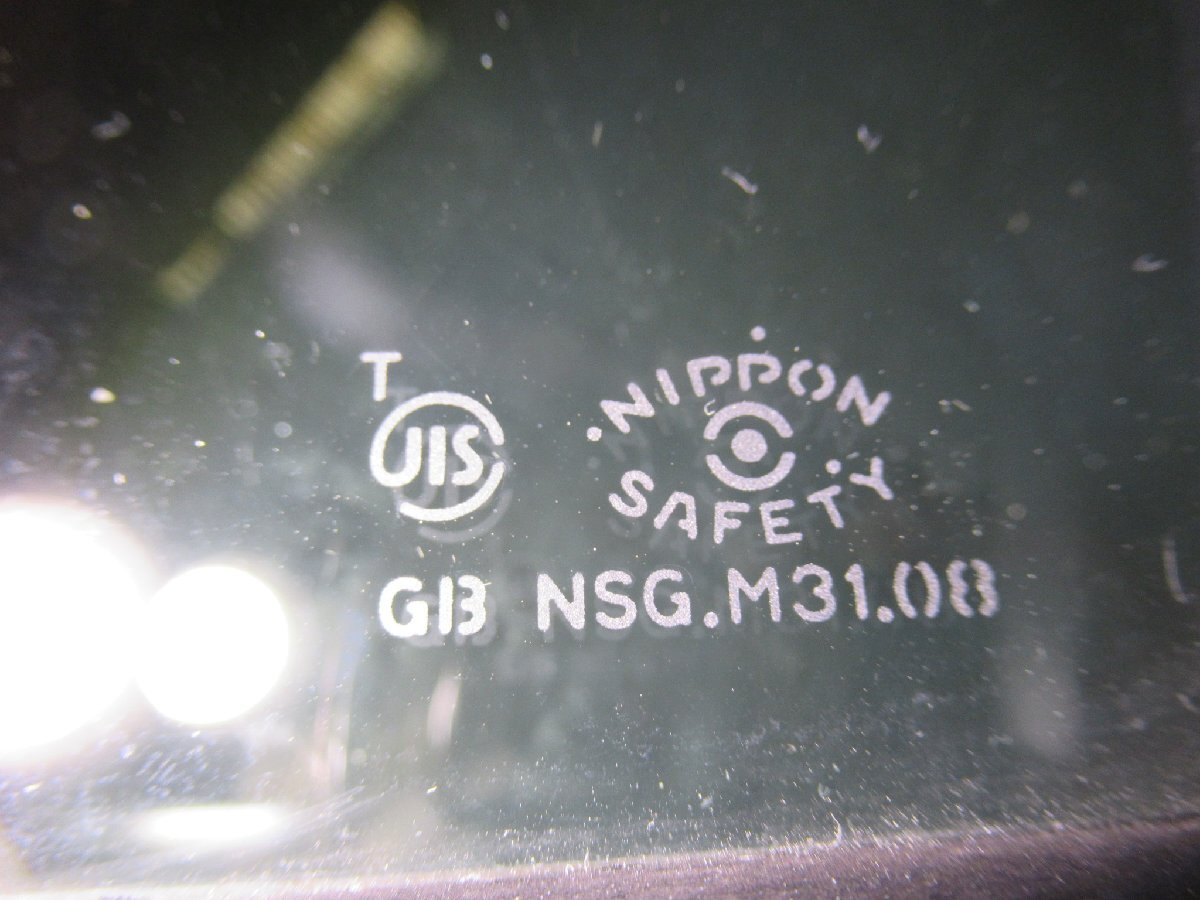 T
JIS
NIPPON
SAFETY
GB NSG.M31.08